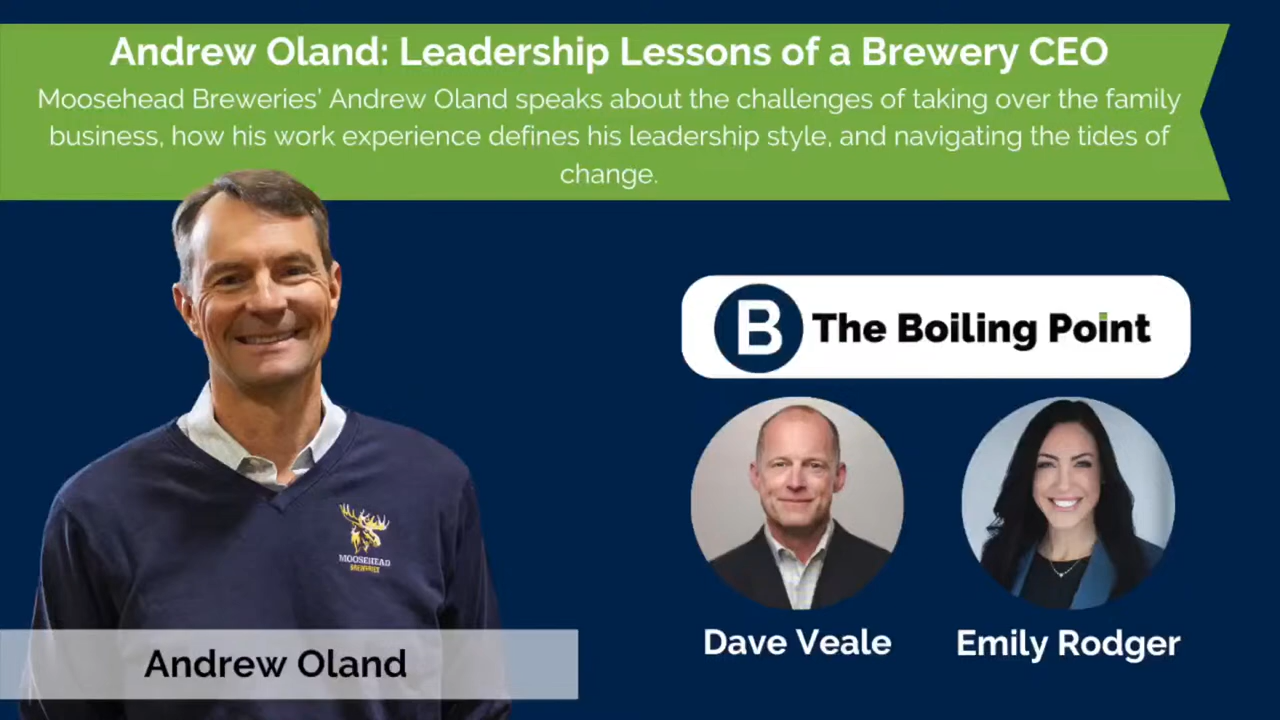 Andrew Oland: Leadership Lessons of a Brewery CEO
Moosehead Breweries’ Andrew Oland speaks about the challenges of taking over the family
business, how his work experience defines his leadership style, and navigating the tides of
change.
B The Boiling Point
MOOSEHEAD
BREWERIES
Dave Veale
Emily Rodger
Andrew Oland